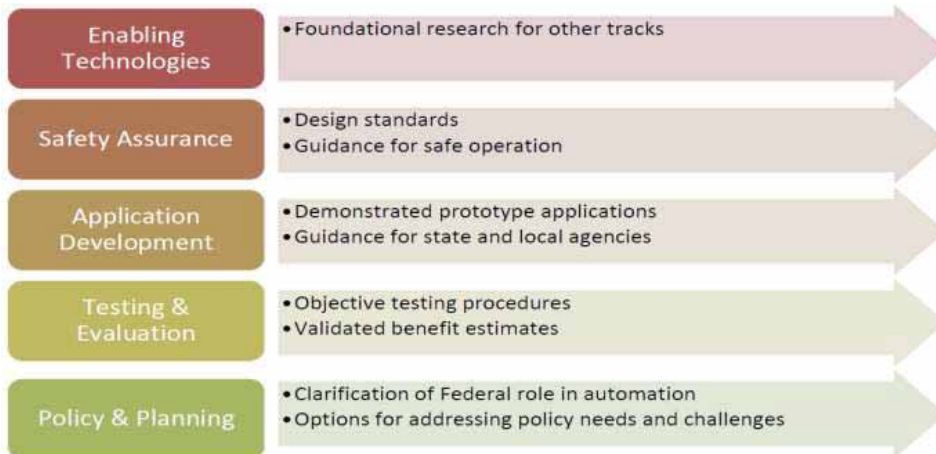 Enabling
Technologies
•Foundational research for other tracks
Safety Assurance
•Design standards
•Guidance for safe operation
Application
Development
•Demonstrated prototype applications
•Guidance for state and local agencies
Testing &
Evaluation
•Objective testing procedures
•Validated benefit estimates
Policy & Planning
•Clarification of Federal role in automation
•Options for addressing policy needs and challenges